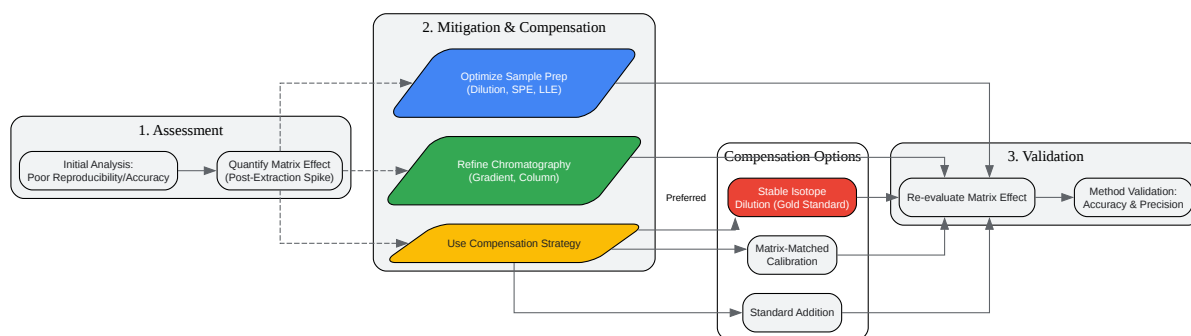 1. Assessment
Initial Analysis:
Poor Reproducibility/Accuracy
Quantify Matrix Effect
(Post-Extraction Spike)
2. Mitigation & Compensation
Optimize Sample Prep
(Dilution, SPE, LLE)
Refine Chromatography
(Gradient, Column)
Use Compensation Strategy
Preferred
Compensation Options
Stable Isotope
Dilution (Gold Standard)
Matrix-Matched
Calibration
Standard Addition
3. Validation
Re-evaluate Matrix Effect
Method Validation:
Accuracy & Precision